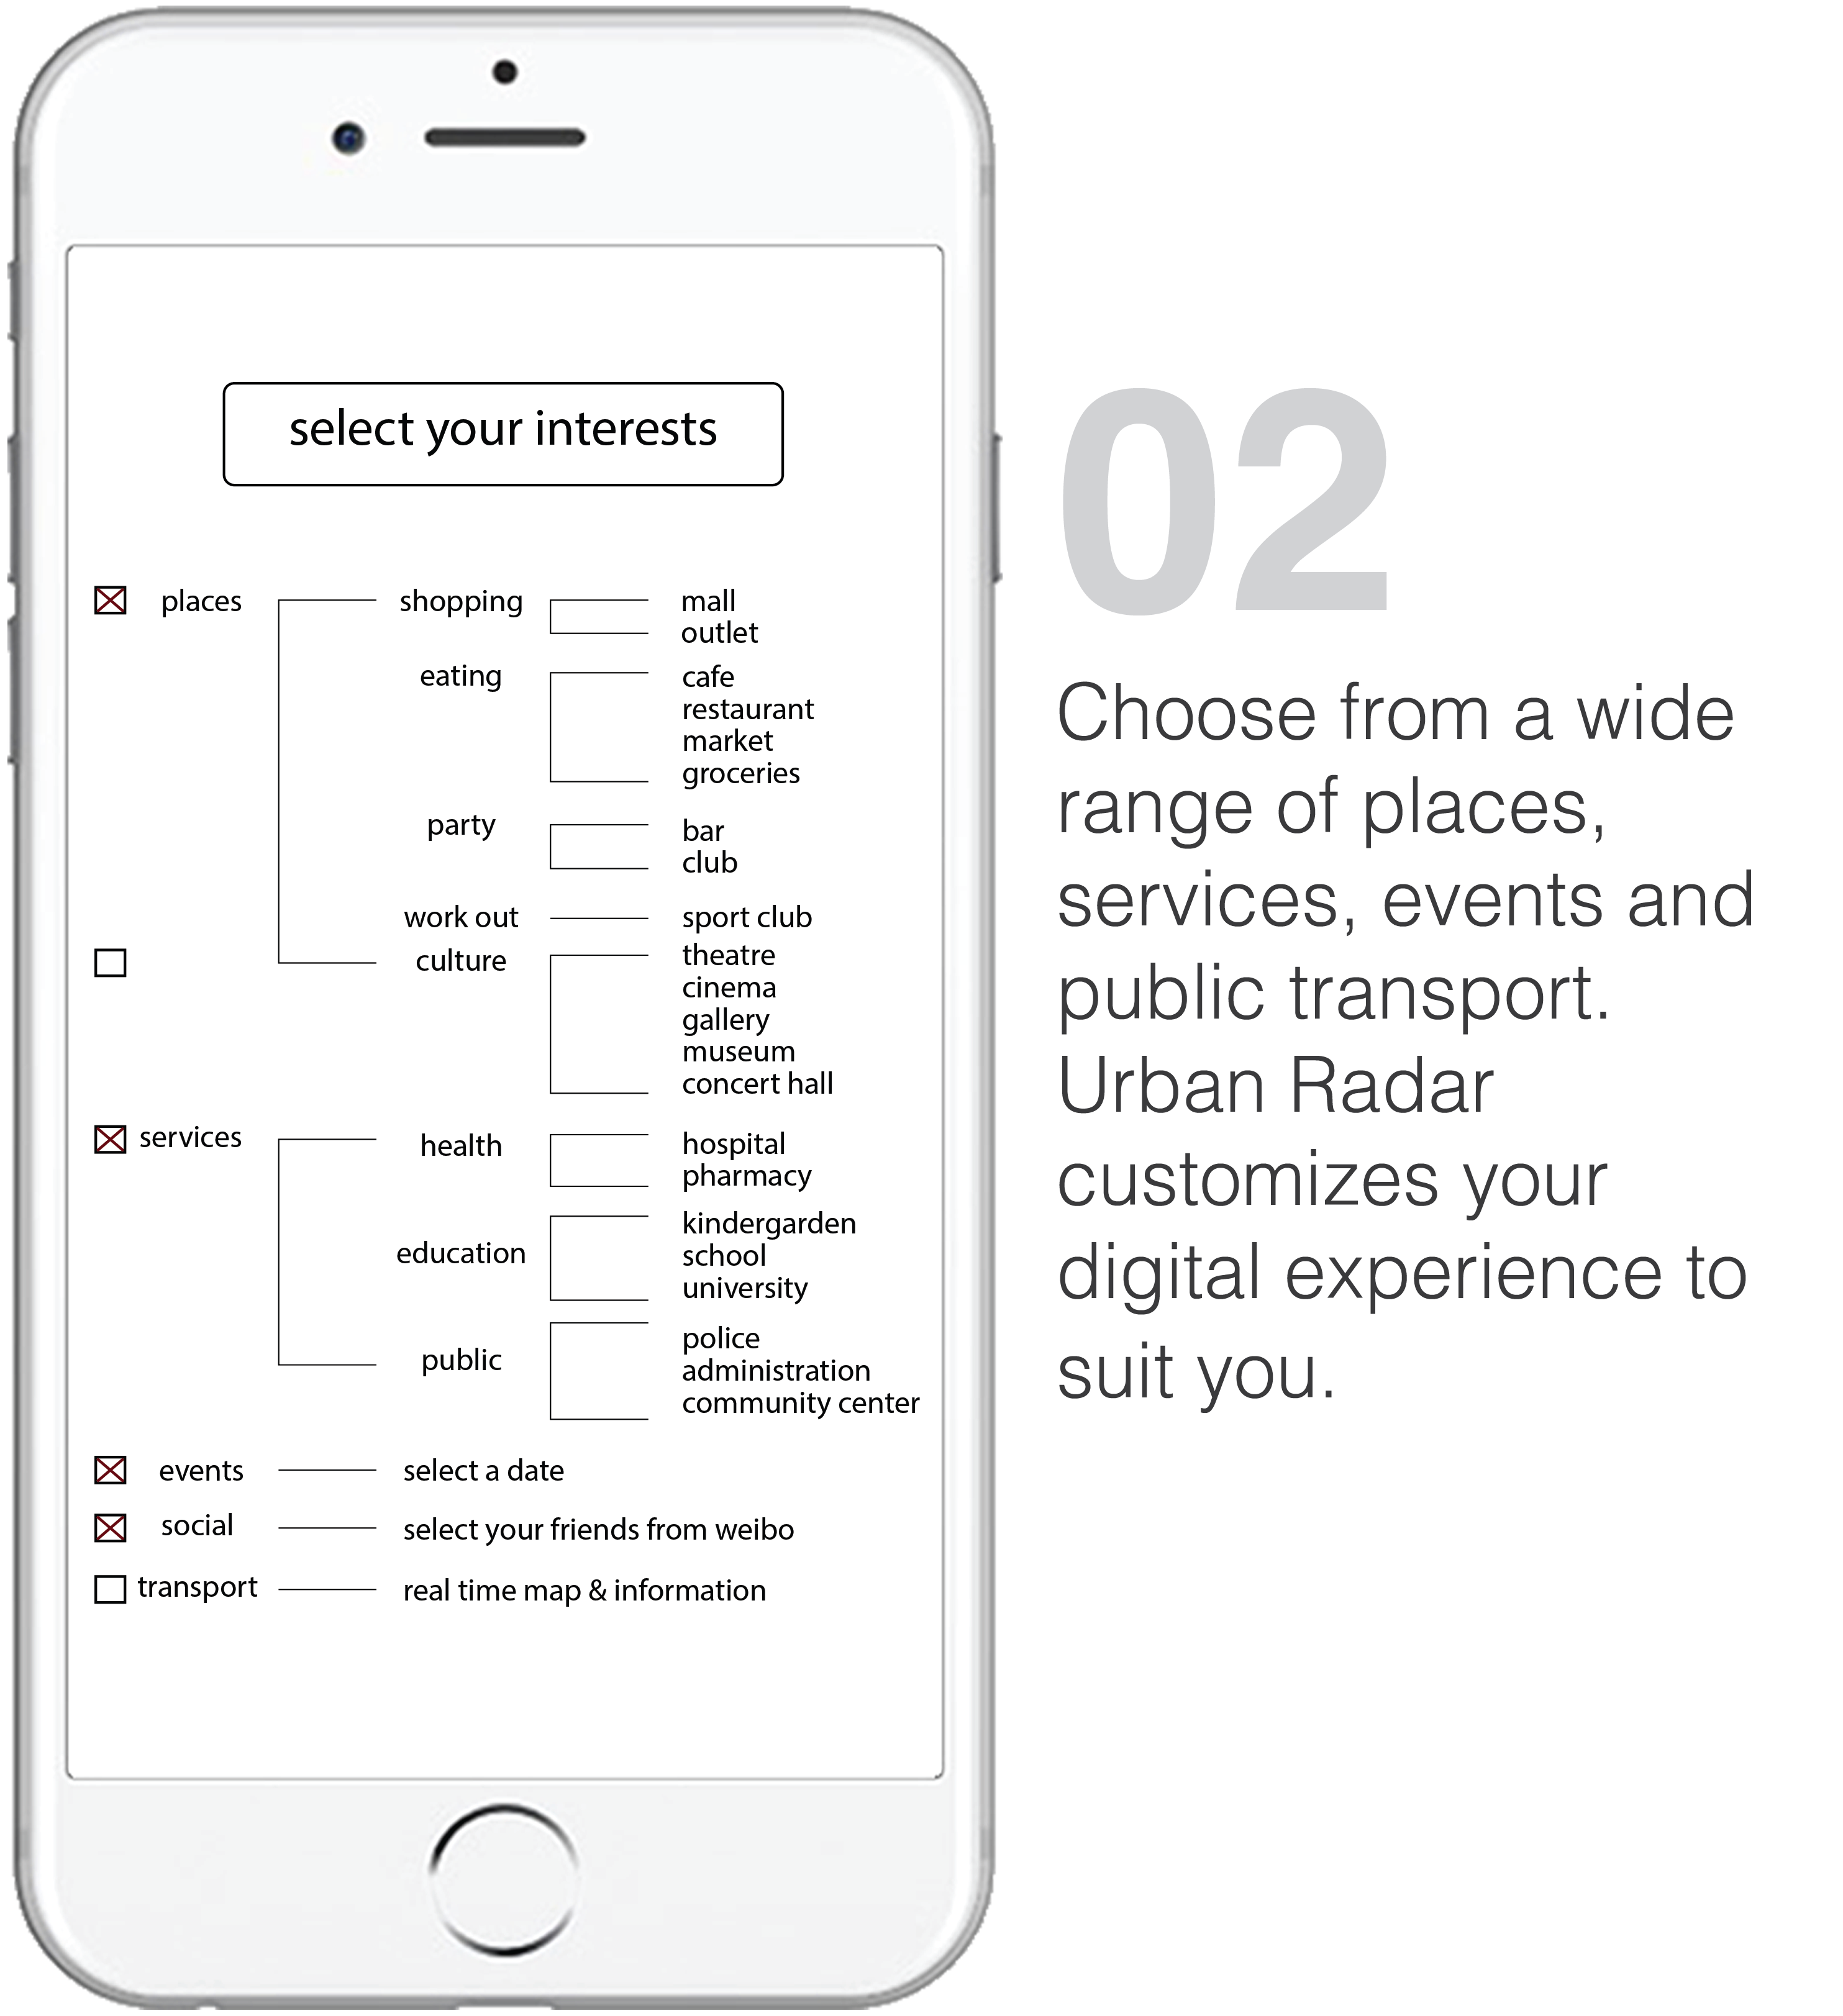 select your interests
places shopping mall
outlet
eating cafe
restaurant
market
groceries
party bar
club
work out sport club
culture theatre
cinema
gallery
museum
concert hall
services health hospital
pharmacy
education kindergarden
school
university
public police
administration
community center
events select a date
social select your friends from weibo
transport real time map & information
02
Choose from a wide
range of places,
services, events and
public transport.
Urban Radar
customizes your
digital experience to
suit you.